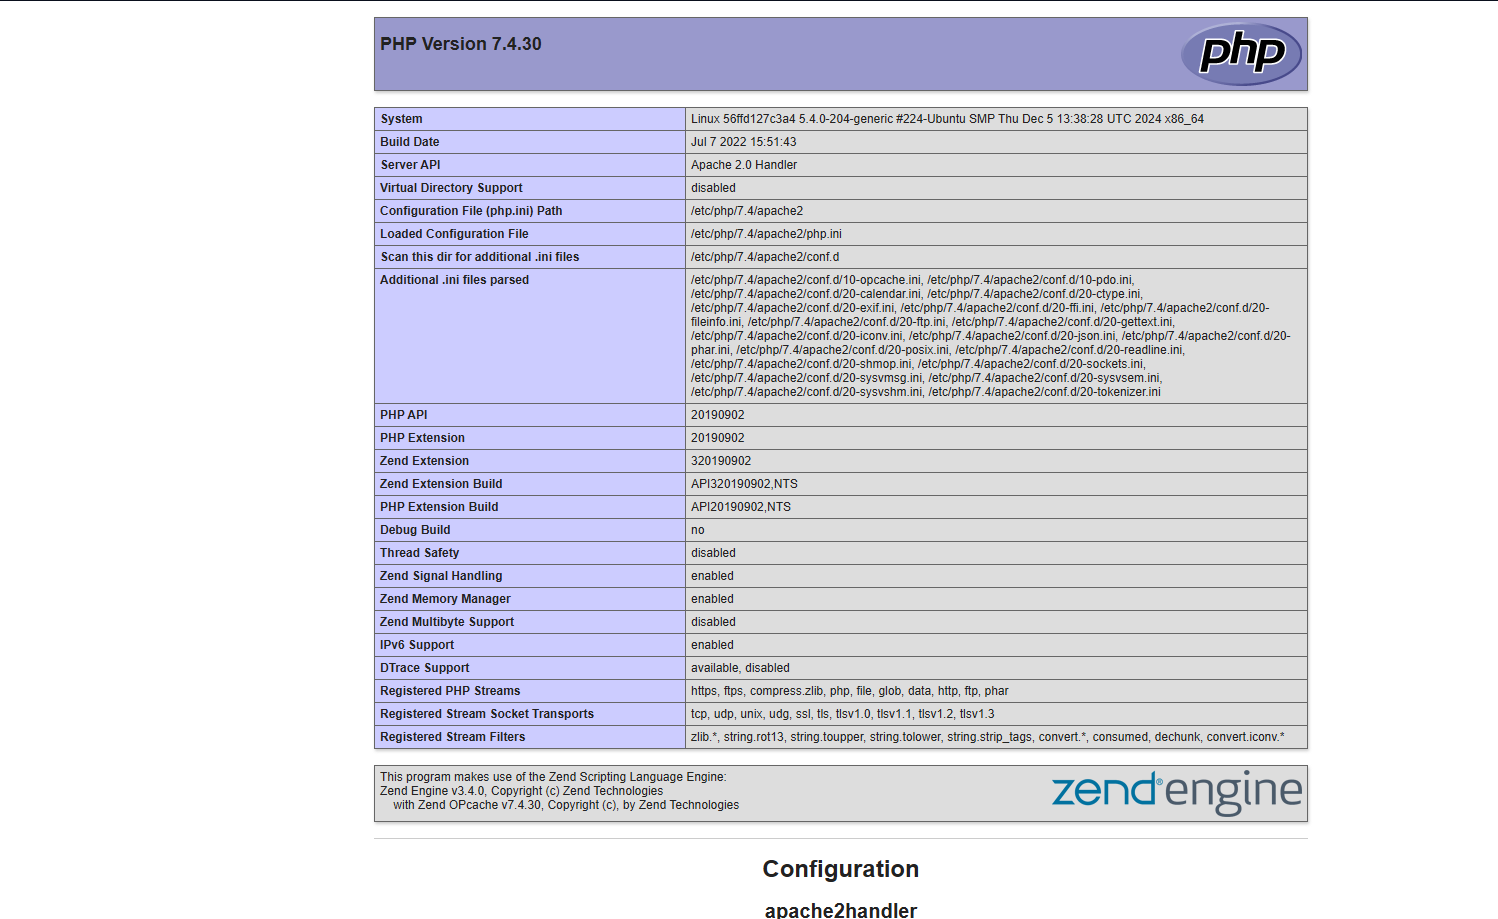 PHP Version 7.4.30
php
System Linux 56ffd127c3a4 5.4.0-204-generic #224-Ubuntu SMP Thu Dec 5 13:38:28 UTC 2024 x86_64
Build Date Jul 7 2022 15:51:43
Server API Apache 2.0 Handler
Virtual Directory Support disabled
Configuration File (php.ini) Path /etc/php/7.4/apache2
Loaded Configuration File /etc/php/7.4/apache2/php.ini
Scan this dir for additional .ini files /etc/php/7.4/apache2/conf.d
Additional .ini files parsed /etc/php/7.4/apache2/conf.d/10-opcache.ini, /etc/php/7.4/apache2/conf.d/10-pdo.ini,
/etc/php/7.4/apache2/conf.d/20-calendar.ini, /etc/php/7.4/apache2/conf.d/20-ctype.ini,
/etc/php/7.4/apache2/conf.d/20-exif.ini, /etc/php/7.4/apache2/conf.d/20-ffi.ini, /etc/php/7.4/apache2/conf.d/20-
fileinfo.ini, /etc/php/7.4/apache2/conf.d/20-ftp.ini, /etc/php/7.4/apache2/conf.d/20-gettext.ini,
/etc/php/7.4/apache2/conf.d/20-iconv.ini, /etc/php/7.4/apache2/conf.d/20-json.ini, /etc/php/7.4/apache2/conf.d/20-
phar.ini, /etc/php/7.4/apache2/conf.d/20-posix.ini, /etc/php/7.4/apache2/conf.d/20-readline.ini,
/etc/php/7.4/apache2/conf.d/20-shmop.ini, /etc/php/7.4/apache2/conf.d/20-sockets.ini,
/etc/php/7.4/apache2/conf.d/20-sysvmsg.ini, /etc/php/7.4/apache2/conf.d/20-sysvsem.ini,
/etc/php/7.4/apache2/conf.d/20-sysvshm.ini, /etc/php/7.4/apache2/conf.d/20-tokenizer.ini
PHP API 20190902
PHP Extension 20190902
Zend Extension 320190902
Zend Extension Build API320190902,NTS
PHP Extension Build API20190902,NTS
Debug Build no
Thread Safety disabled
Zend Signal Handling enabled
Zend Memory Manager enabled
Zend Multibyte Support disabled
IPv6 Support enabled
DTrace Support available, disabled
Registered PHP Streams https, ftps, compress.zlib, php, file, glob, data, http, ftp, phar
Registered Stream Socket Transports tcp, udp, unix, udg, ssl, tls, tlsv1.0, tlsv1.1, tlsv1.2, tlsv1.3
Registered Stream Filters zlib.*, string.rot13, string.toupper, string.tolower, string.strip_tags, convert.*, consumed, dechunk, convert.iconv.*
This program makes use of the Zend Scripting Language Engine:
Zend Engine v3.4.0, Copyright (c) Zend Technologies
with Zend OPcache v7.4.30, Copyright (c), by Zend Technologies
zend®engine
Configuration
apache2handler